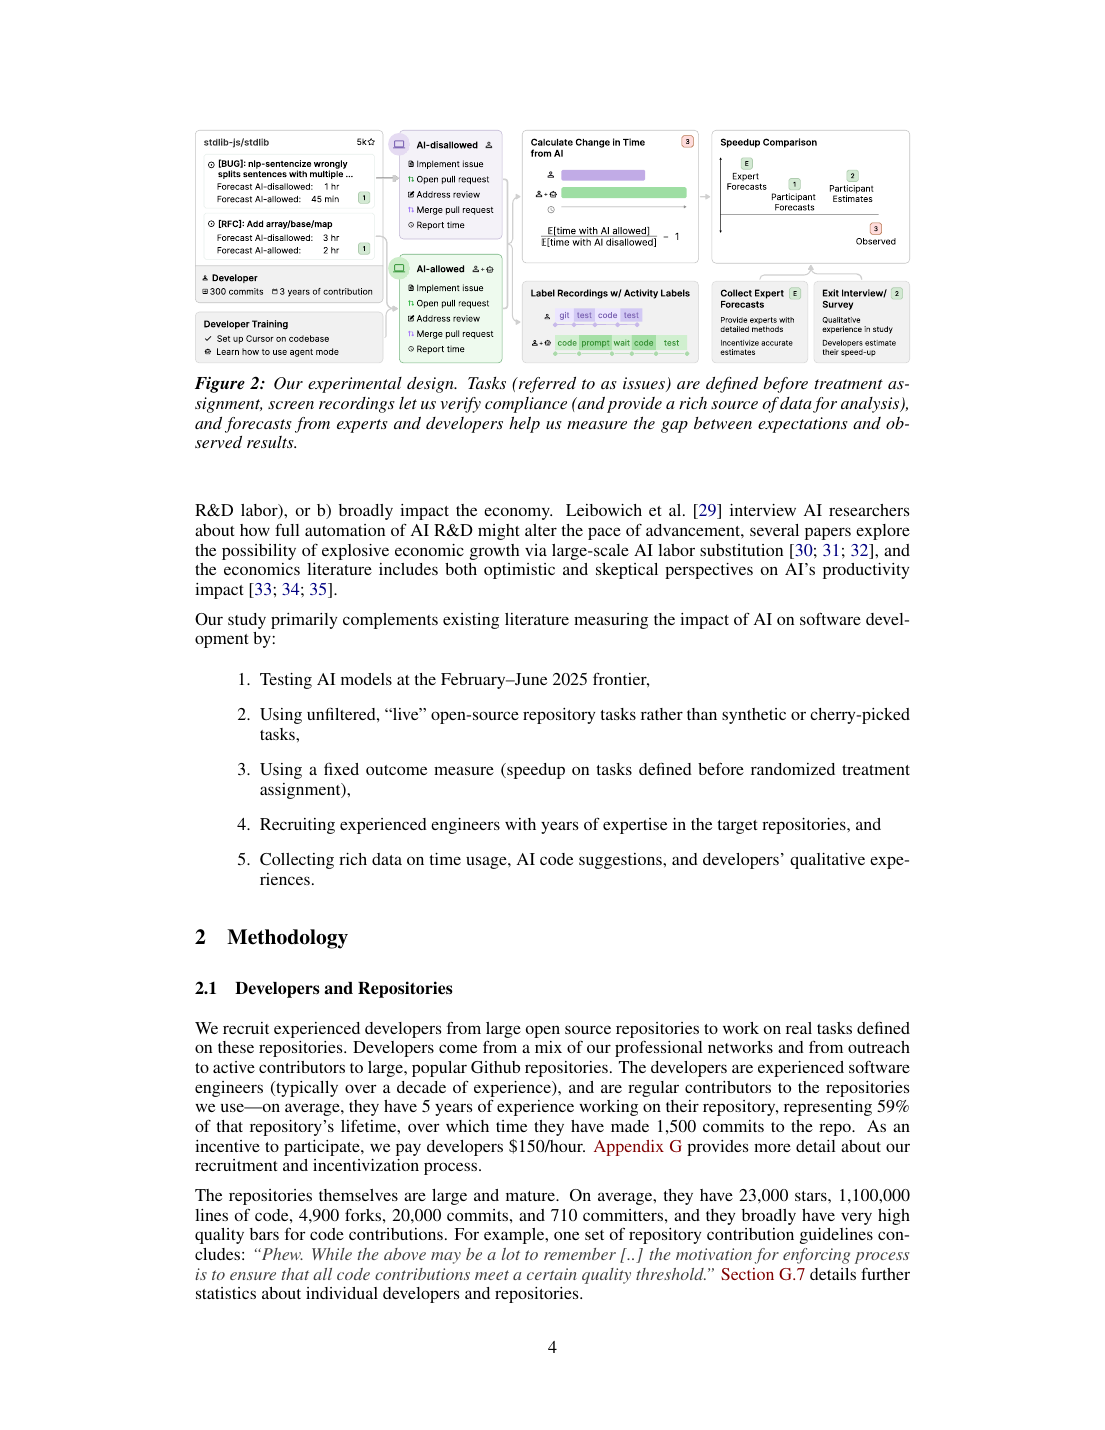 stdlib-js/stdlib 5k☆
[BUG]: nlp-sentencize wrongly
splits sentences with multiple ...
Forecast AI-disallowed: 1 hr
Forecast AI-allowed: 45 min 1
[RFC]: Add array/base/map
Forecast AI-disallowed: 3 hr
Forecast AI-allowed: 2 hr 1
Developer
300 commits 3 years of contribution
Developer Training
✓ Set up Cursor on codebase
Learn how to use agent mode
AI-disallowed
Implement issue
Open pull request
Address review
Merge pull request
Report time
AI-allowed +
Implement issue
Open pull request
Address review
Merge pull request
Report time
Calculate Change in Time 3
from AI
+
E[time with AI allowed]
E[time with AI disallowed] − 1
Label Recordings w/ Activity Labels
git test code test
+ code prompt wait code test
Speedup Comparison
E
Expert
Forecasts
1
Participant
Forecasts
2
Participant
Estimates
3
Observed
Collect Expert E
Forecasts
Provide experts with
detailed methods
Incentivize accurate
estimates
Exit Interview/ 2
Survey
Qualitative
experience in study
Developers estimate
their speed-up
Figure 2: Our experimental design. Tasks (referred to as issues) are defined before treatment as-
signment, screen recordings let us verify compliance (and provide a rich source of data for analysis),
and forecasts from experts and developers help us measure the gap between expectations and ob-
served results.
R&D labor), or b) broadly impact the economy. Leibowich et al. [29] interview AI researchers
about how full automation of AI R&D might alter the pace of advancement, several papers explore
the possibility of explosive economic growth via large-scale AI labor substitution [30; 31; 32], and
the economics literature includes both optimistic and skeptical perspectives on AI's productivity
impact [33; 34; 35].
Our study primarily complements existing literature measuring the impact of AI on software devel-
opment by:
1. Testing AI models at the February–June 2025 frontier,
2. Using unfiltered, “live” open-source repository tasks rather than synthetic or cherry-picked
tasks,
3. Using a fixed outcome measure (speedup on tasks defined before randomized treatment
assignment),
4. Recruiting experienced engineers with years of expertise in the target repositories, and
5. Collecting rich data on time usage, AI code suggestions, and developers' qualitative expe-
riences.
2 Methodology
2.1 Developers and Repositories
We recruit experienced developers from large open source repositories to work on real tasks defined
on these repositories. Developers come from a mix of our professional networks and from outreach
to active contributors to large, popular Github repositories. The developers are experienced software
engineers (typically over a decade of experience), and are regular contributors to the repositories
we use—on average, they have 5 years of experience working on their repository, representing 59%
of that repository's lifetime, over which time they have made 1,500 commits to the repo. As an
incentive to participate, we pay developers $150/hour. Appendix G provides more detail about our
recruitment and incentivization process.
The repositories themselves are large and mature. On average, they have 23,000 stars, 1,100,000
lines of code, 4,900 forks, 20,000 commits, and 710 committers, and they broadly have very high
quality bars for code contributions. For example, one set of repository contribution guidelines con-
cludes: “Phew. While the above may be a lot to remember [..] the motivation for enforcing process
is to ensure that all code contributions meet a certain quality threshold.” Section G.7 details further
statistics about individual developers and repositories.
4